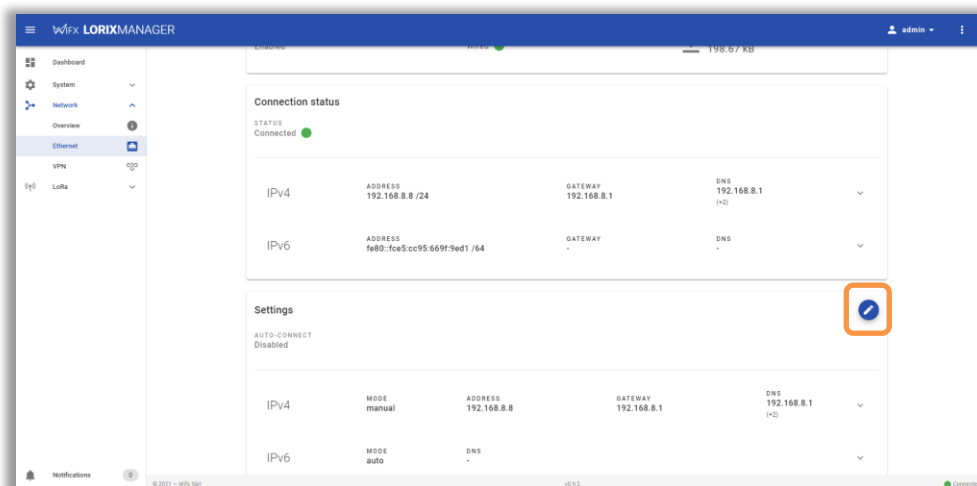 WIFX LORIXMANAGER
admin
Dashboard
System
Network
Overview
Ethernet
VPN
LoRa
Notifications 0
Enabled Wired 198.67 kB
Connection status
STATUS
Connected
IPv4 ADDRESS GATEWAY DNS
192.168.8.8 /24 192.168.8.1 192.168.8.1
(+2)
IPv6 ADDRESS GATEWAY DNS
fe80::fce5:cc95:669f:9ed1 /64 - -
Settings
AUTO-CONNECT
Disabled
IPv4 MODE ADDRESS GATEWAY DNS
manual 192.168.8.8 192.168.8.1 192.168.8.1
(+2)
IPv6 MODE DNS
auto -
© 2021 — Wifx Sàrl v0.9.2 Connected